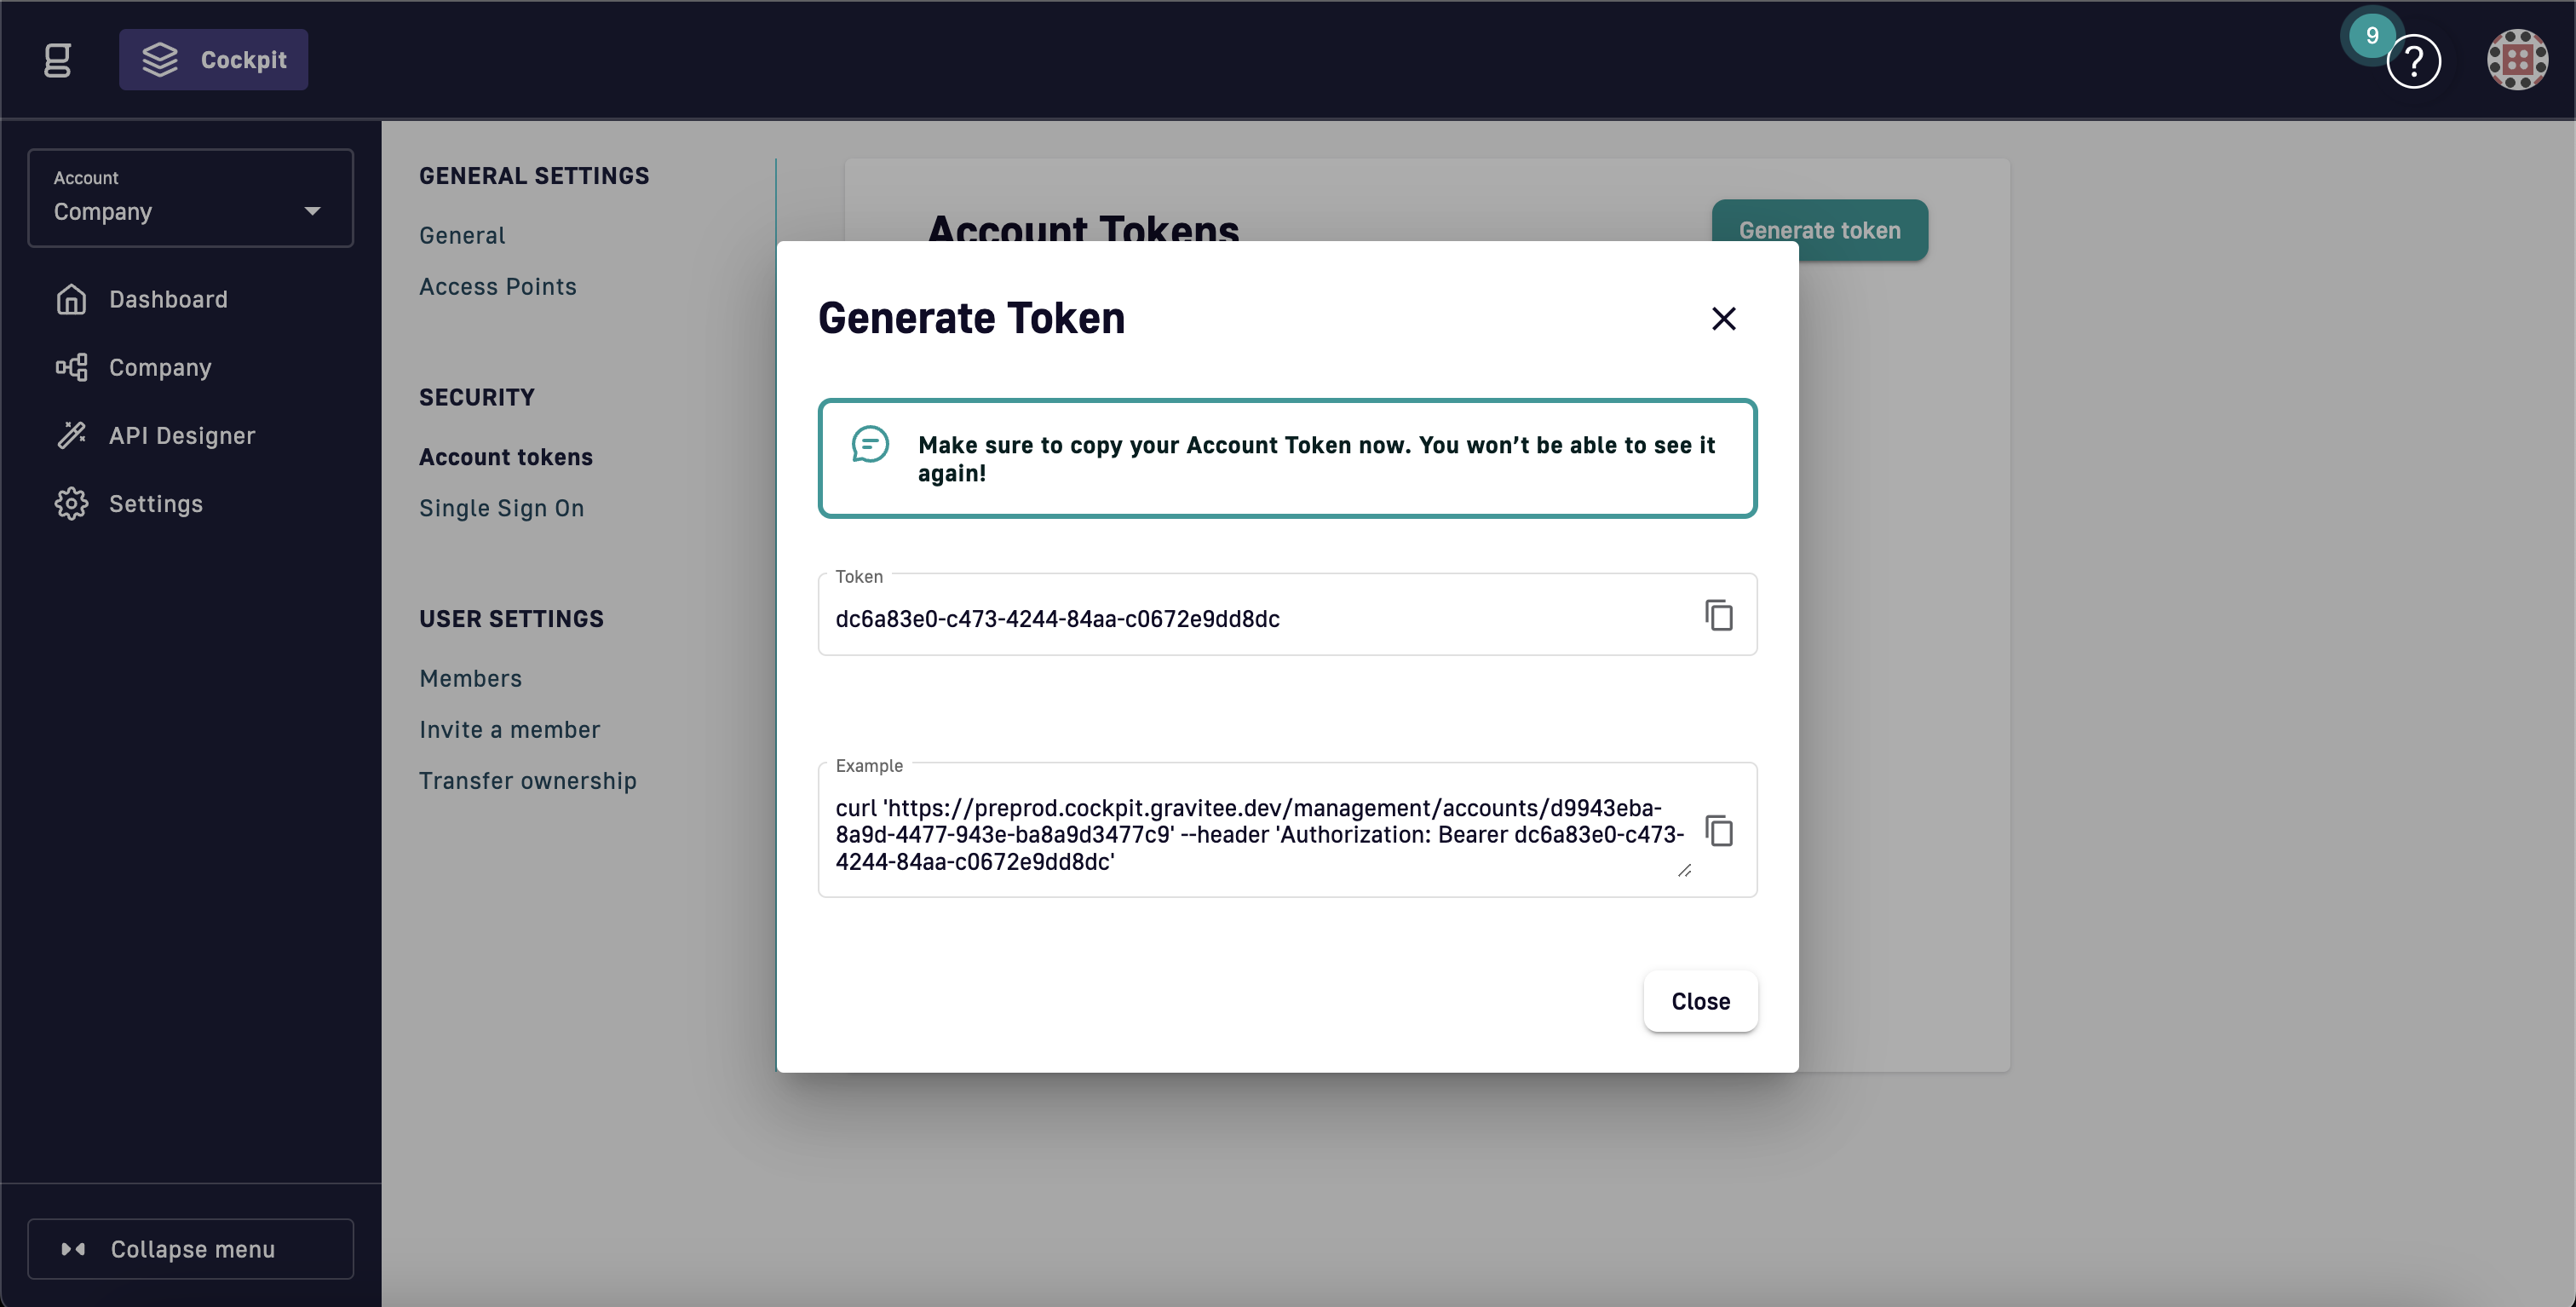 g
Cockpit
9
?
Account
Company
Dashboard
Company
API Designer
Settings
Collapse menu
GENERAL SETTINGS
General
Access Points
SECURITY
Account tokens
Single Sign On
USER SETTINGS
Members
Invite a member
Transfer ownership
Account Tokens
Generate token
Generate Token
Make sure to copy your Account Token now. You won’t be able to see it
again!
Token
dc6a83e0-c473-4244-84aa-c0672e9dd8dc
Example
curl 'https://preprod.cockpit.gravitee.dev/management/accounts/d9943eba-
8a9d-4477-943e-ba8a9d3477c9' --header 'Authorization: Bearer dc6a83e0-c473-
4244-84aa-c0672e9dd8dc'
Close